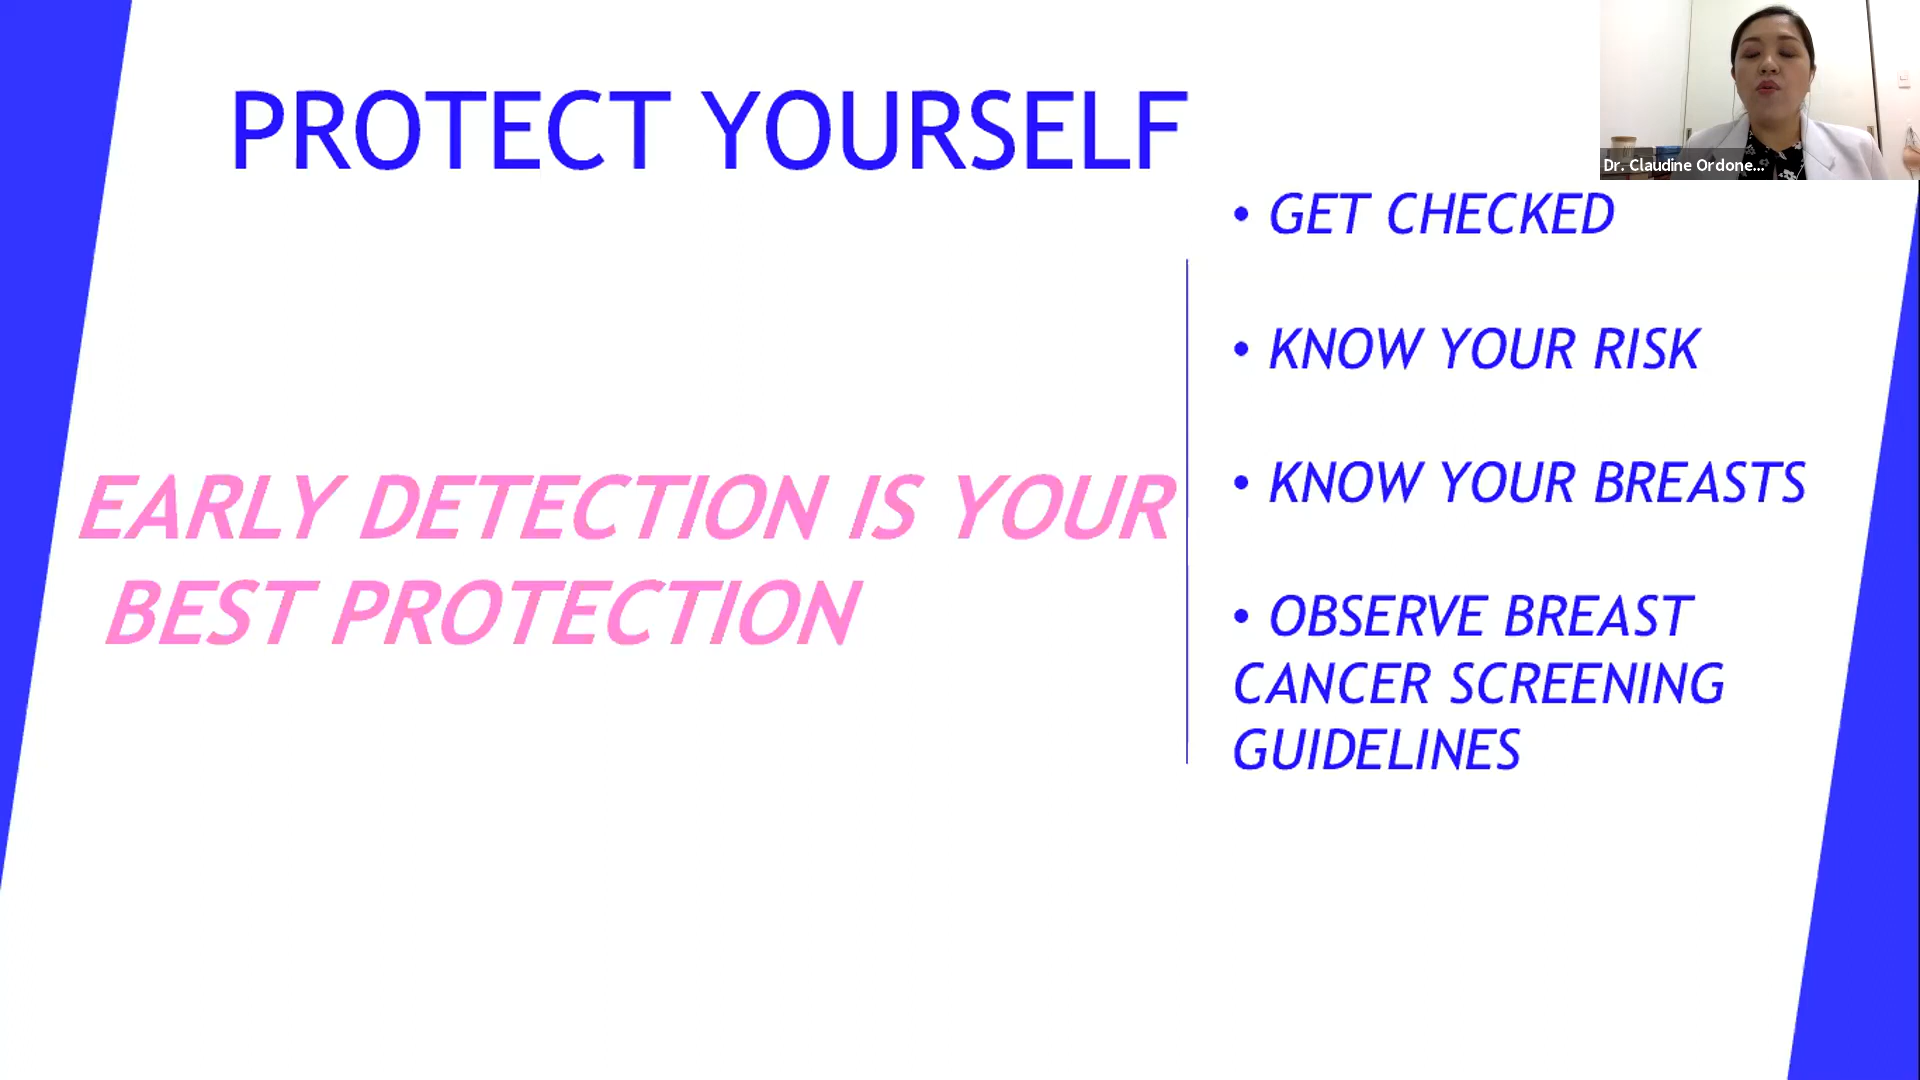 PROTECT YOURSELF
Dr. Claudine Ordone...
EARLY DETECTION IS YOUR
BEST PROTECTION
• GET CHECKED
• KNOW YOUR RISK
• KNOW YOUR BREASTS
• OBSERVE BREAST
CANCER SCREENING
GUIDELINES